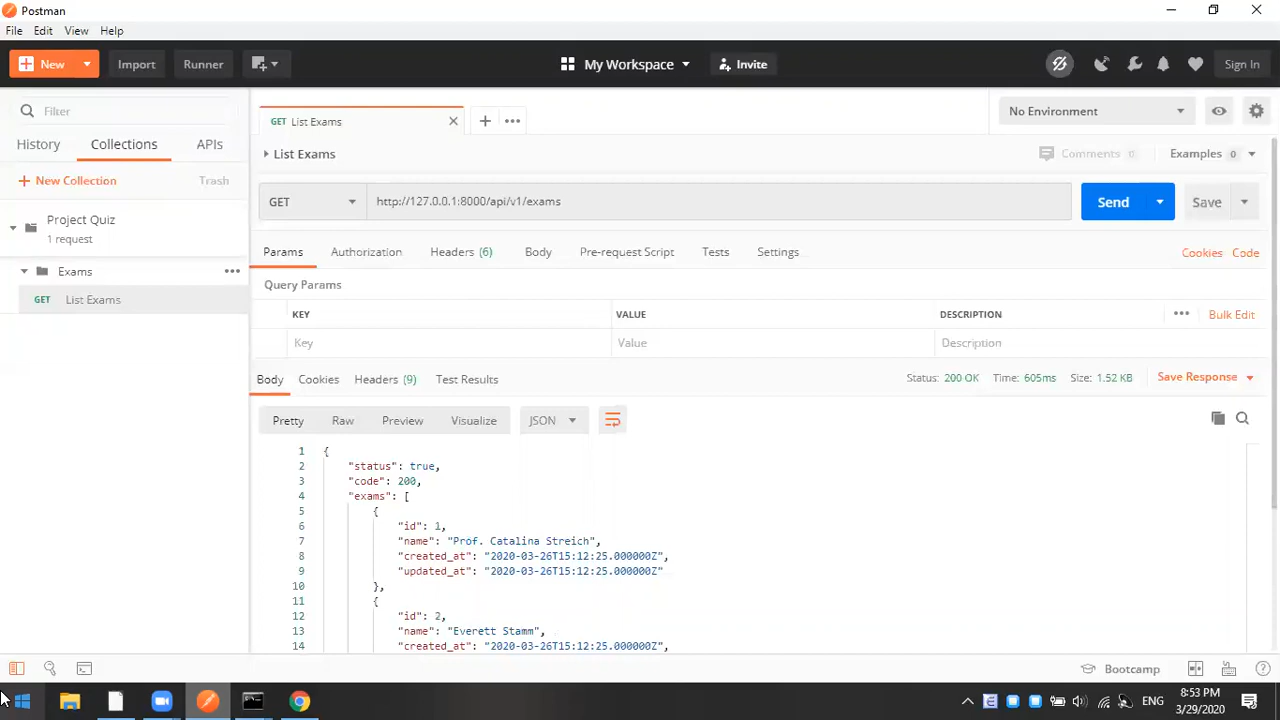 Postman
File Edit View Help
New Import Runner My Workspace Invite Sign In
Filter
GET List Exams No Environment
History Collections APIs
List Exams Comments 0 Examples 0
New Collection Trash
GET http://127.0.0.1:8000/api/v1/exams Send Save
Project Quiz
1 request
Params Authorization Headers (6) Body Pre-request Script Tests Settings Cookies Code
Exams
Query Params
GET List Exams
KEY VALUE DESCRIPTION Bulk Edit
Key Value Description
Body Cookies Headers (9) Test Results Status: 200 OK Time: 605ms Size: 1.52 KB Save Response
Pretty Raw Preview Visualize JSON
1 {
2 "status": true,
3 "code": 200,
4 "exams": [
5 {
6 "id": 1,
7 "name": "Prof. Catalina Streich",
8 "created_at": "2020-03-26T15:12:25.000000Z",
9 "updated_at": "2020-03-26T15:12:25.000000Z"
10 },
11 {
12 "id": 2,
13 "name": "Everett Stamm",
14 "created_at": "2020-03-26T15:12:25.000000Z",
Bootcamp
ENG 8:53 PM
3/29/2020